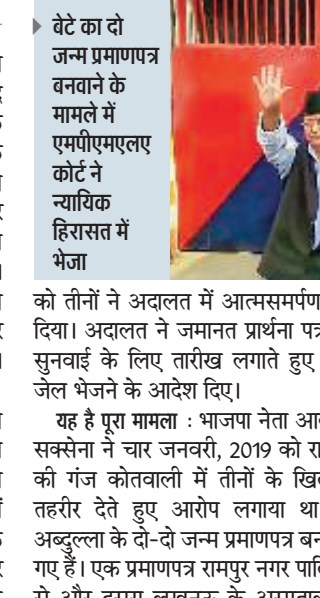 बेटे का दो
जन्म प्रमाणपत्र
बनवाने के
मामले में
एमपीएमएलए
कोर्ट ने
न्यायिक
हिरासत में
भेजा
को तीनों ने अदालत में आत्मसमर्पण
दिया। अदालत ने जमानत प्रार्थना पत्र
सुनवाई के लिए तारीख लगाते हुए
जेल भेजने के आदेश दिए।
यह है पूरा मामला : भाजपा नेता
सक्सेना ने चार जनवरी, 2019 को
की गंज कोतवाली में तीनों के
तहरीर देते हुए आरोप लगाया था
अब्दुल्ला के दो-दो जन्म प्रमाणपत्र
गए हैं। एक प्रमाणपत्र रामपुर नगर